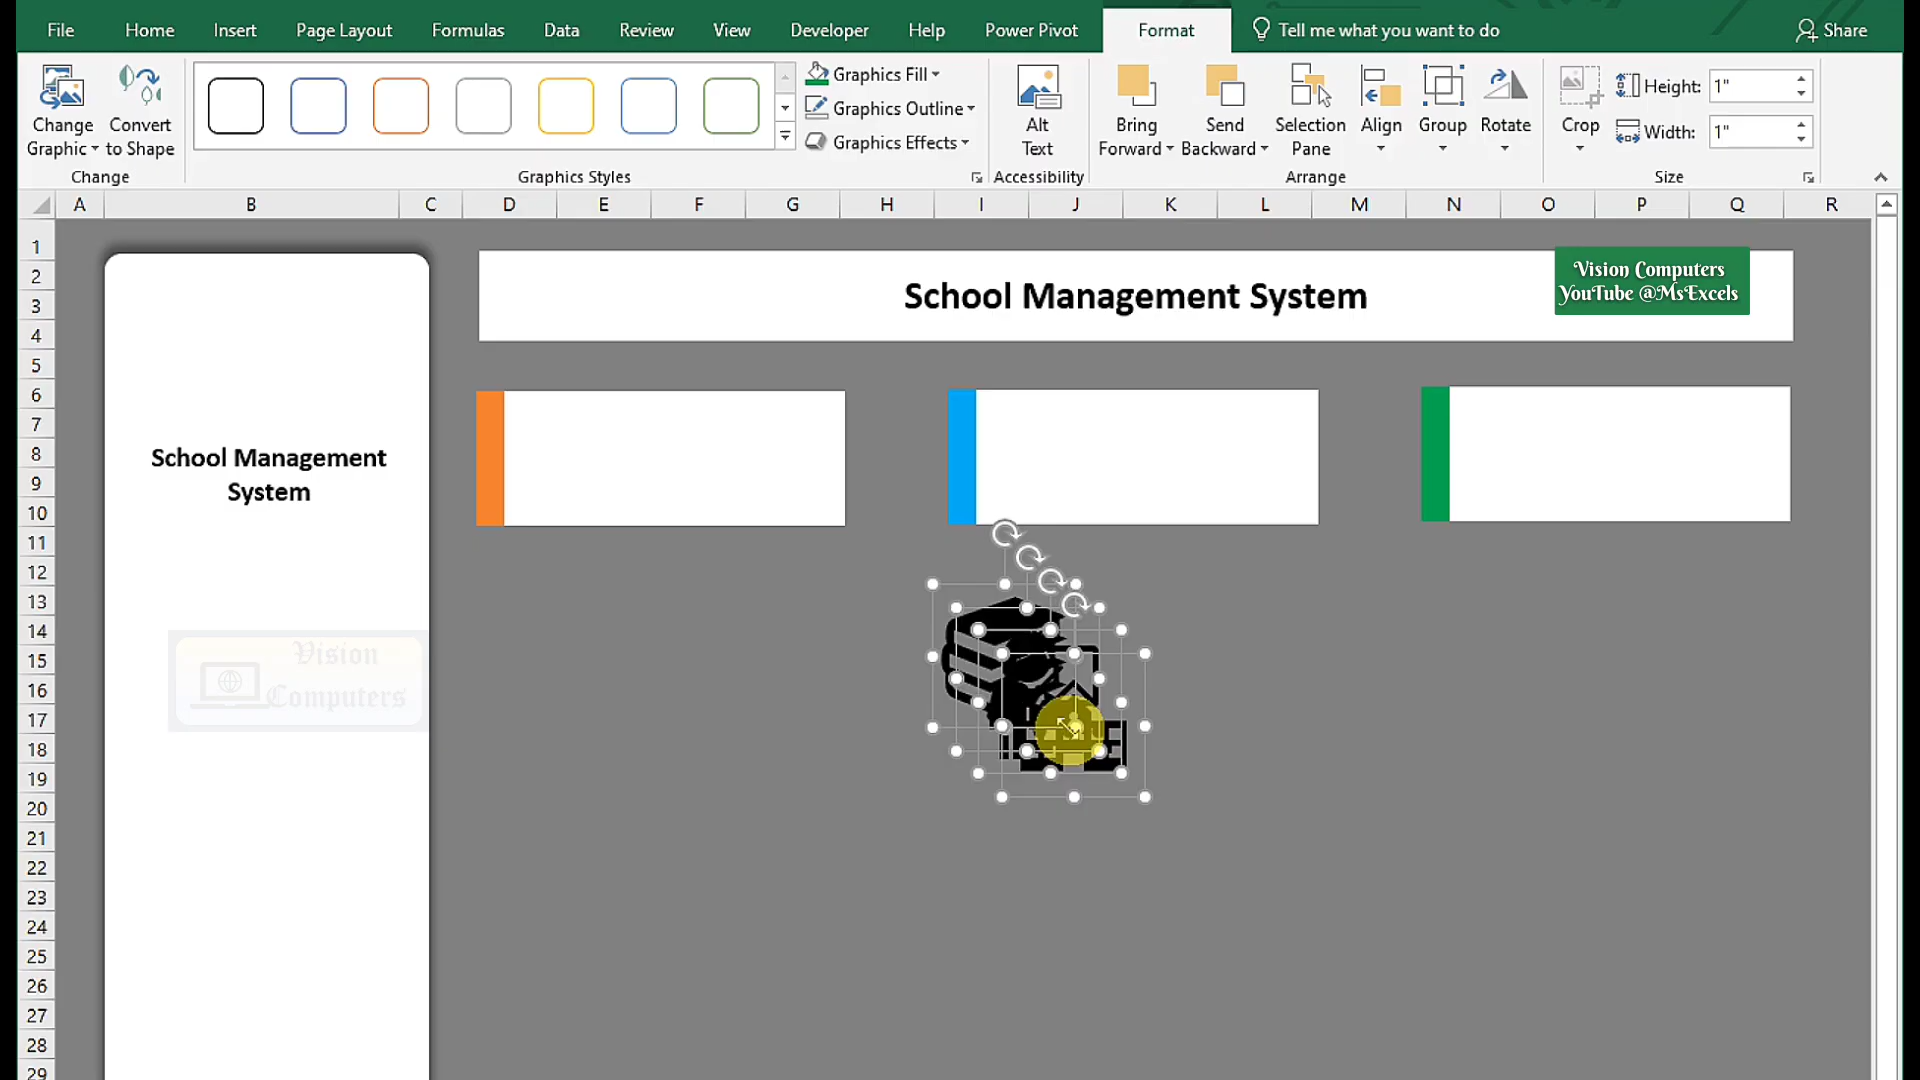 File Home Insert Page Layout Formulas Data Review View Developer Help Power Pivot Format Tell me what you want to do Share
Change Graphic
Convert to Shape
Change
Graphics Fill
Graphics Outline
Graphics Effects
Graphics Styles
Alt Text
Accessibility
Bring Forward
Send Backward
Selection Pane
Align
Group
Rotate
Arrange
Crop
Height: 1"
Width: 1"
Size
A B C D E F G H I J K L M N O P Q R
1
2
3
4
5
6
7
8
9
10
11
12
13
14
15
16
17
18
19
20
21
22
23
24
25
26
27
28
29
School Management System
Vision Computers
YouTube @MsExcels
School Management
System
Vision
Computers